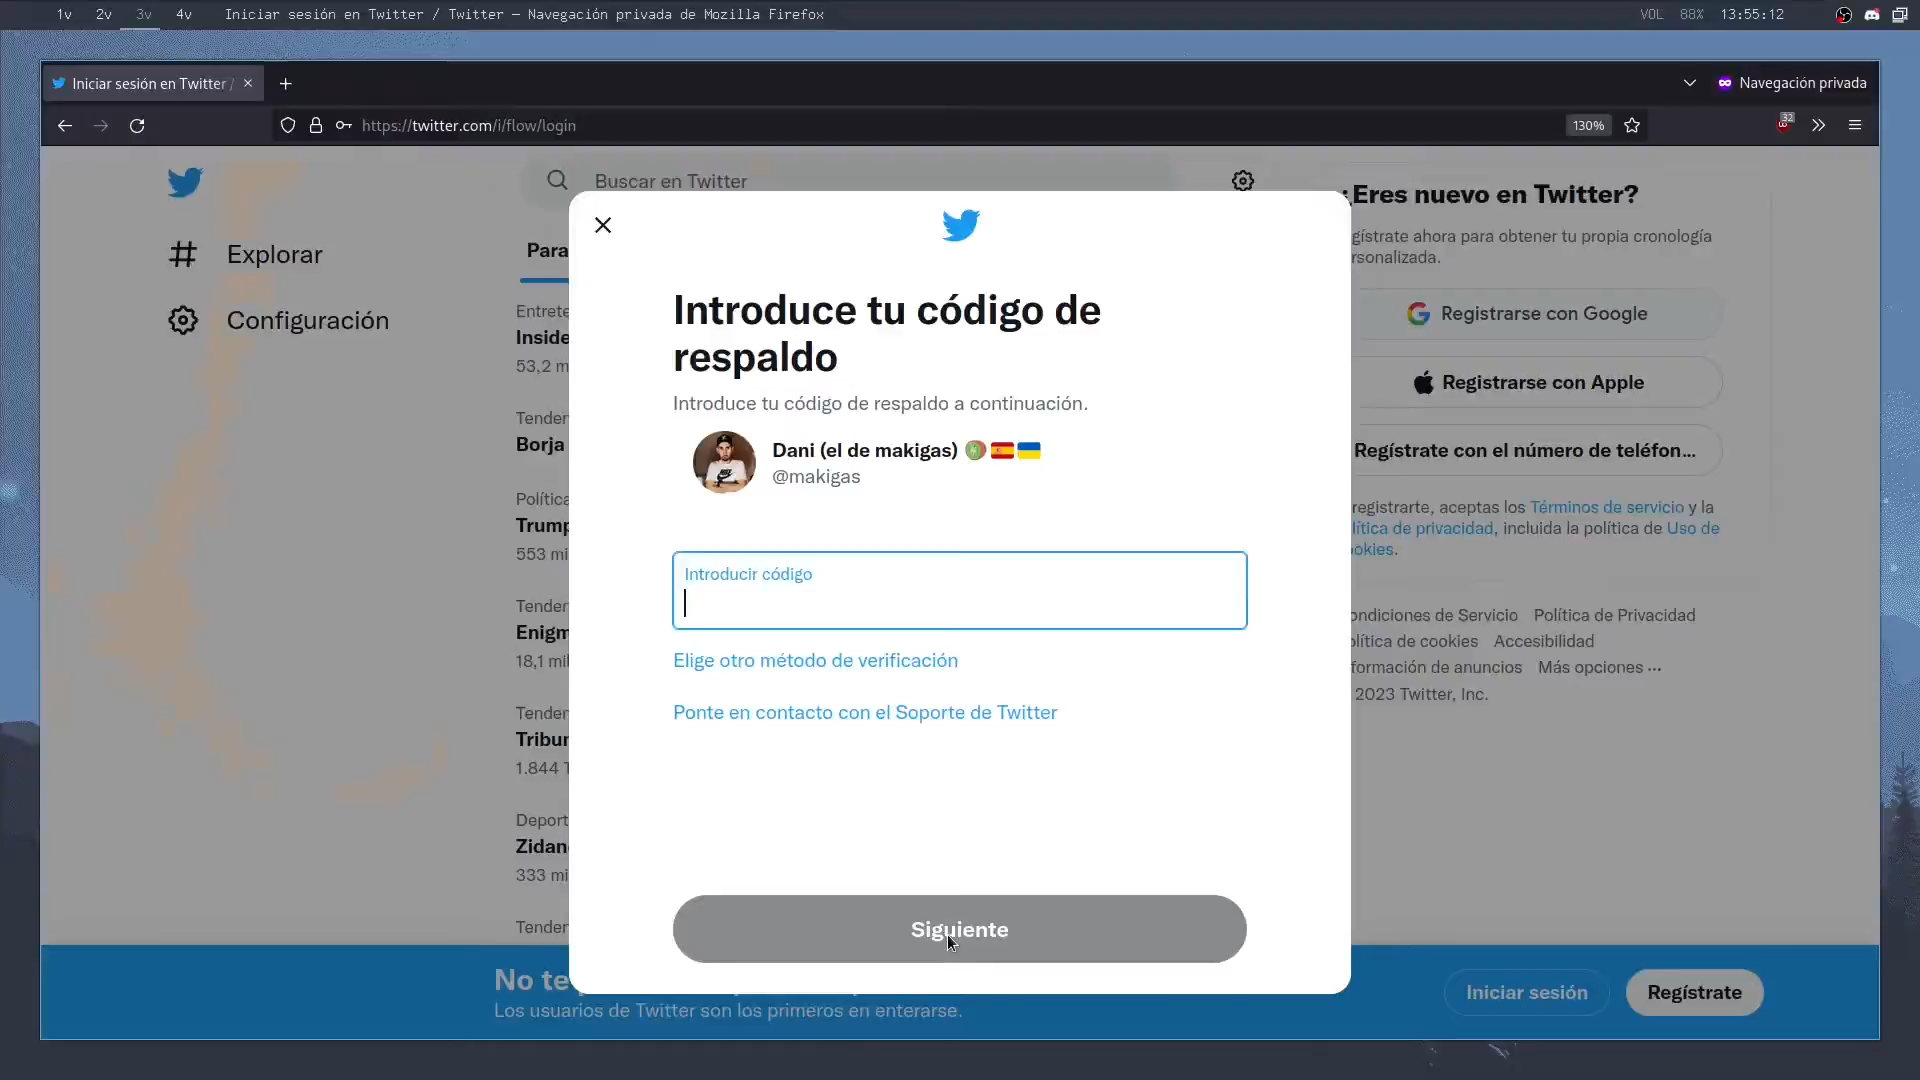 1v 2v 3v 4v Iniciar sesión en Twitter / Twitter — Navegación privada de Mozilla Firefox VOL 88% 13:55:12
Iniciar sesión en Twitter / Navegación privada
https://twitter.com/i/flow/login 130% 32
Buscar en Twitter
Explorar
Configuración
Para
Entrete
Inside
53,2 m
Tender
Borja
Política
Trump
553 mi
Tender
Enigm
18,1 mil
Tender
Tribun
1.844 T
Deport
Zidan
333 mi
Tender
Introduce tu código de
respaldo
Introduce tu código de respaldo a continuación.
Dani (el de makigas)
@makigas
Introducir código
Elige otro método de verificación
Ponte en contacto con el Soporte de Twitter
Siguiente
¿Eres nuevo en Twitter?
gístrate ahora para obtener tu propia cronología
rsonalizada.
Registrarse con Google
Registrarse con Apple
Regístrate con el número de teléfon...
registrarte, aceptas los Términos de servicio y la
lítica de privacidad, incluida la política de Uso de
okies.
ondiciones de Servicio Política de Privacidad
olítica de cookies Accesibilidad
formación de anuncios Más opciones ···
2023 Twitter, Inc.
No te
Los usuarios de Twitter son los primeros en enterarse.
Iniciar sesión Regístrate